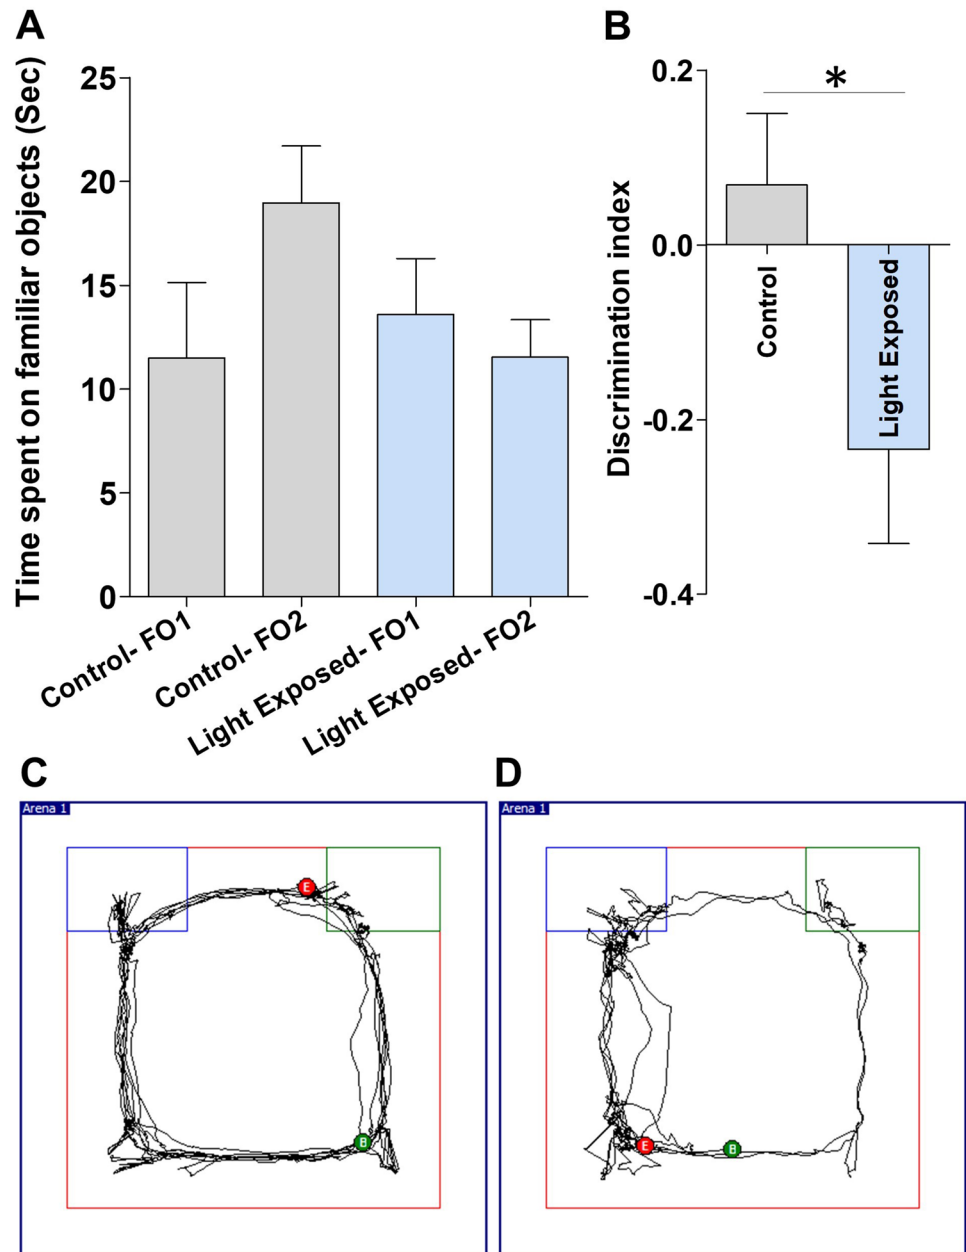 A
B
Time spent on familiar objects (Sec)
25
20
15
10
5
0
Control- FO1
Control- FO2
Light Exposed- FO1
Light Exposed- FO2
Discrimination index
0.2
0.0
-0.2
-0.4
*
Control
Light Exposed
C
D
Arena 1
E
B
Arena 1
E
B